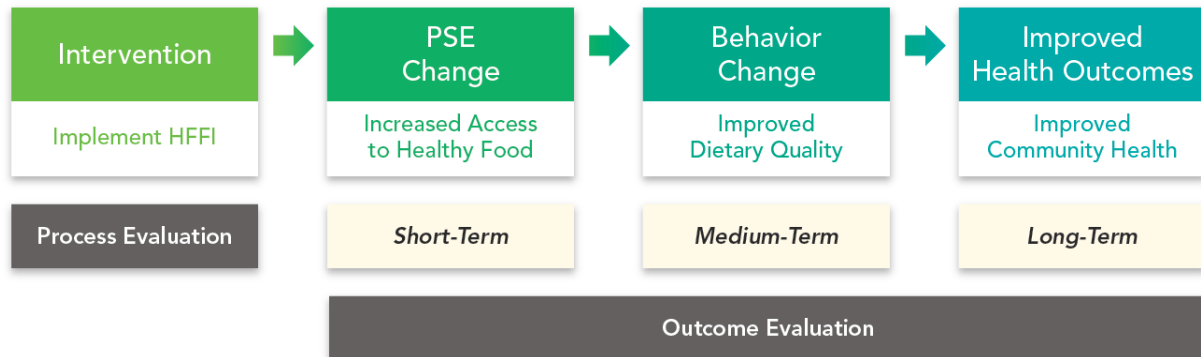 Intervention
Implement HFFI
PSE
Change
Increased Access
to Healthy Food
Behavior
Change
Improved
Dietary Quality
Improved
Health Outcomes
Improved
Community Health
Process Evaluation
Short-Term
Medium-Term
Long-Term
Outcome Evaluation